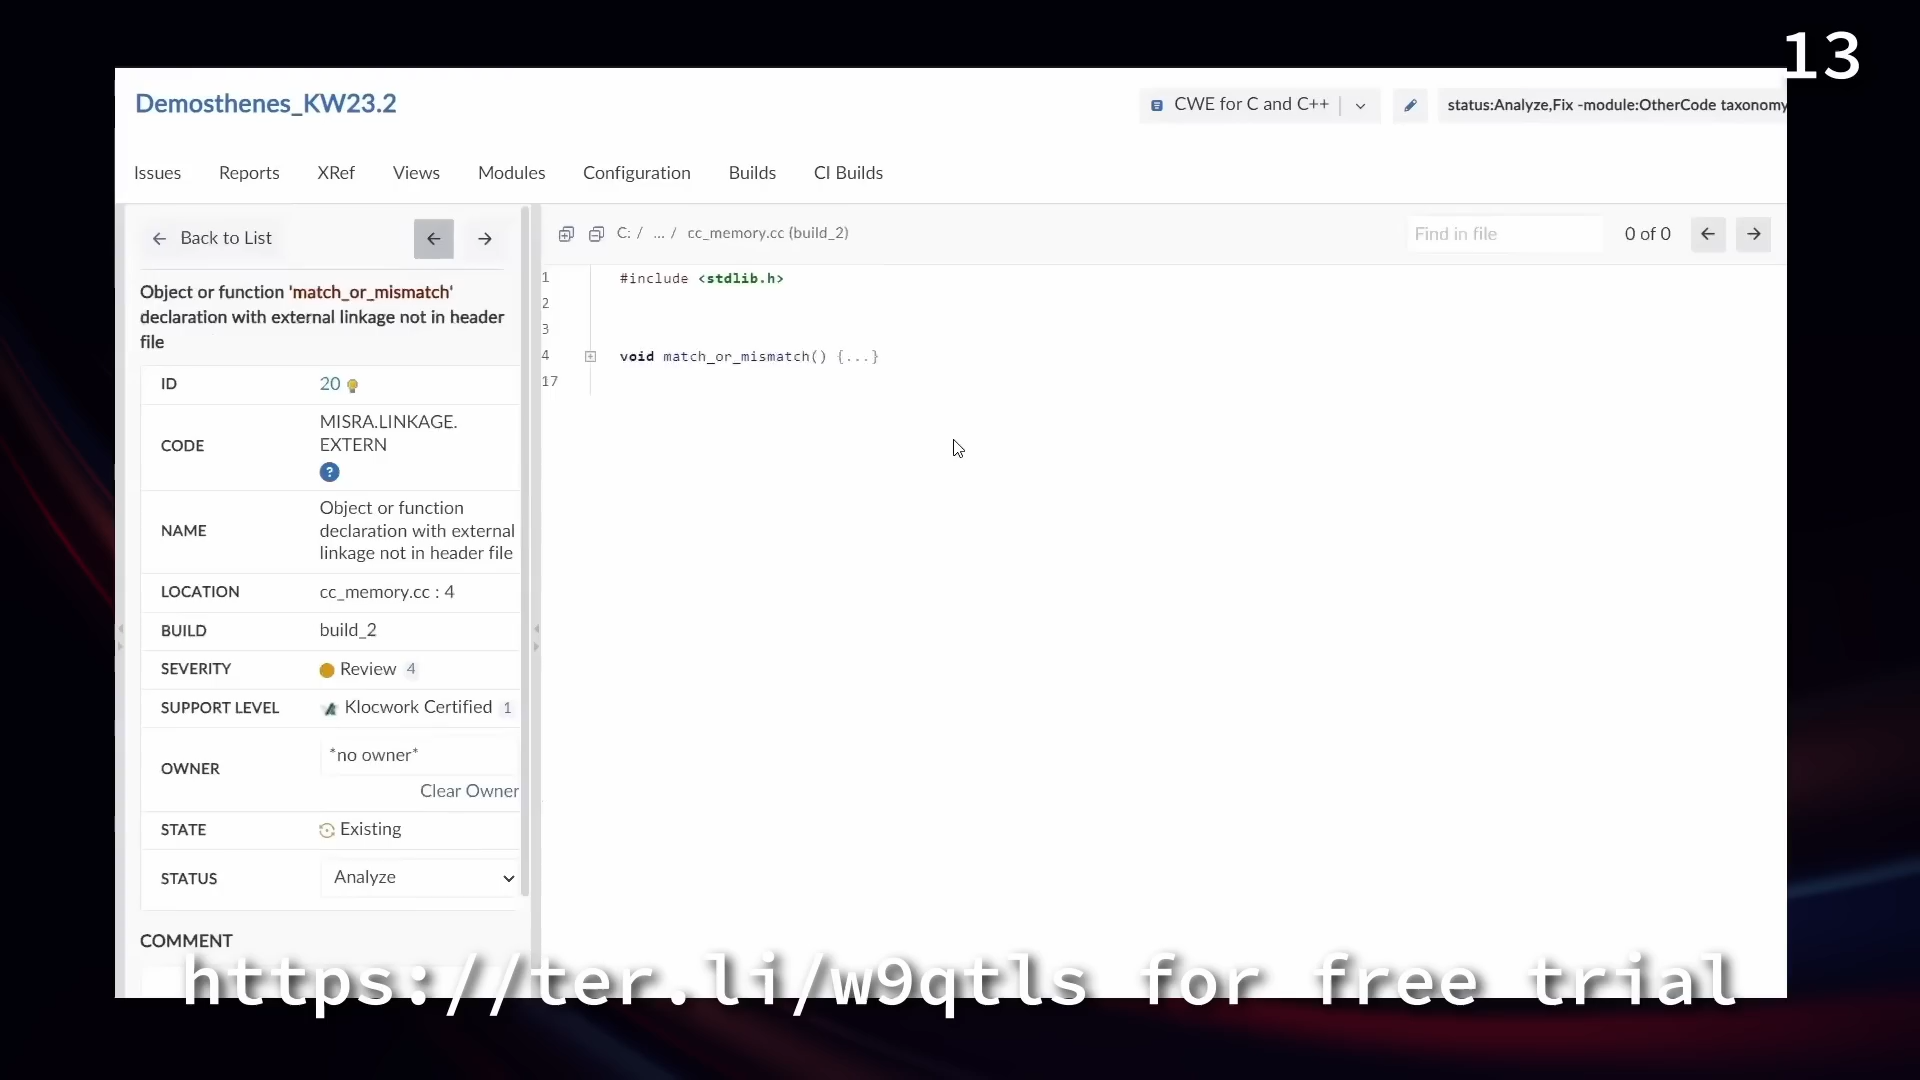 13
Demosthenes_KW23.2
CWE for C and C++
status:Analyze,Fix -module:OtherCode taxonomy
Issues Reports XRef Views Modules Configuration Builds CI Builds
← Back to List
C: / ... / cc_memory.cc (build_2)
Find in file
0 of 0
Object or function 'match_or_mismatch'
declaration with external linkage not in header
file
ID 20
CODE MISRA.LINKAGE.
EXTERN
?
NAME Object or function
declaration with external
linkage not in header file
LOCATION cc_memory.cc : 4
BUILD build_2
SEVERITY Review 4
SUPPORT LEVEL Klocwork Certified 1
OWNER *no owner*
Clear Owner
STATE Existing
STATUS Analyze
COMMENT
1 #include <stdlib.h>
2
3
4 void match_or_mismatch() {...}
17
https://ter.li/w9qtls for free trial